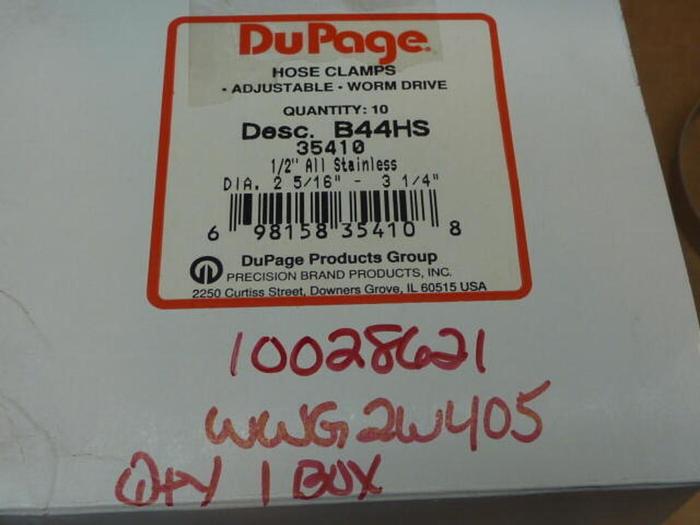 DuPage.
HOSE CLAMPS
- ADJUSTABLE - WORM DRIVE
QUANTITY: 10
Desc. B44HS
35410
1/2" All Stainless
DIA. 2 5/16" - 3 1/4"
6 98158 35410 8
DuPage Products Group
PRECISION BRAND PRODUCTS, INC.
2250 Curtiss Street, Downers Grove, IL 60515 USA
10028621
WWG2W405
QTY 1 BOX